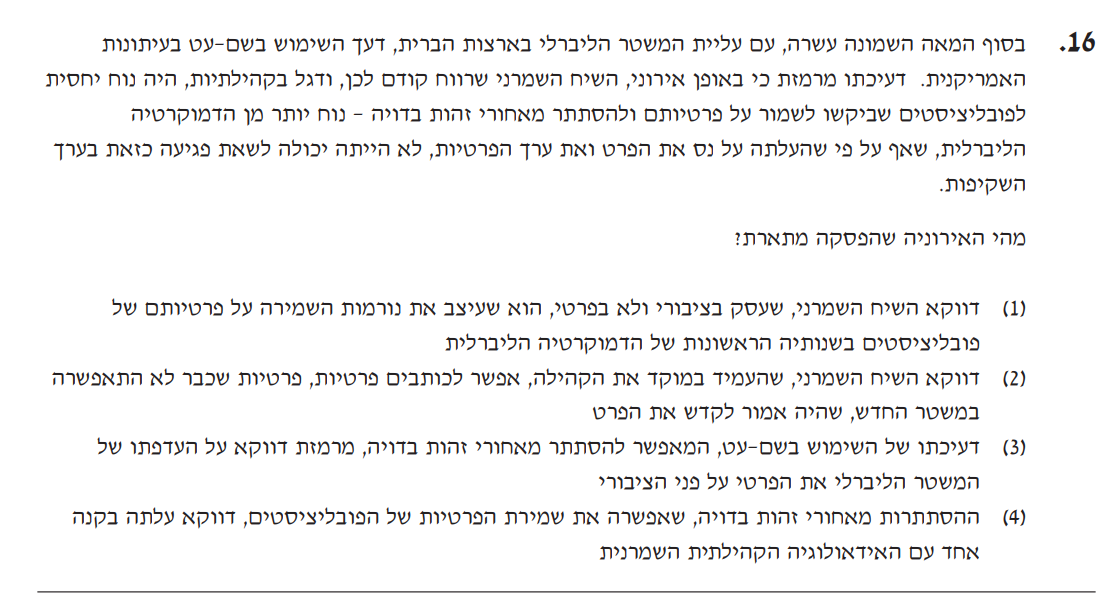 16. בסוף המאה השמונה עשרה, עם עליית המשטר הליברלי בארצות הברית, דעך השימוש בשם-עט בעיתונות
האמריקנית. דעיכתו מרמזת כי באופן אירוני, השיח השמרני שרווח קודם לכן, ודגל בקהילתיות, היה נוח יחסית
לפובליציסטים שביקשו לשמור על פרטיותם ולהסתתר מאחורי זהות בדויה - נוח יותר מן הדמוקרטיה
הליברלית, שאף על פי שהעלתה על נס את הפרט ואת ערך הפרטיות, לא הייתה יכולה לשאת פגיעה כזאת בערך
השקיפות.
מהי האירוניה שהפסקה מתארת?
(1) דווקא השיח השמרני, שעסק בציבורי ולא בפרטי, הוא שעיצב את נורמות השמירה על פרטיותם של
פובליציסטים בשנותיה הראשונות של הדמוקרטיה הליברלית
(2) דווקא השיח השמרני, שהעמיד במוקד את הקהילה, אפשר לכותבים פרטיות, פרטיות שכבר לא התאפשרה
במשטר החדש, שהיה אמור לקדש את הפרט
(3) דעיכתו של השימוש בשם-עט, המאפשר להסתתר מאחורי זהות בדויה, מרמזת דווקא על העדפתו של
המשטר הליברלי את הפרטי על פני הציבורי
(4) ההסתתרות מאחורי זהות בדויה, שאפשרה את שמירת הפרטיות של הפובליציסטים, דווקא עלתה בקנה
אחד עם האידאולוגיה הקהילתית השמרנית